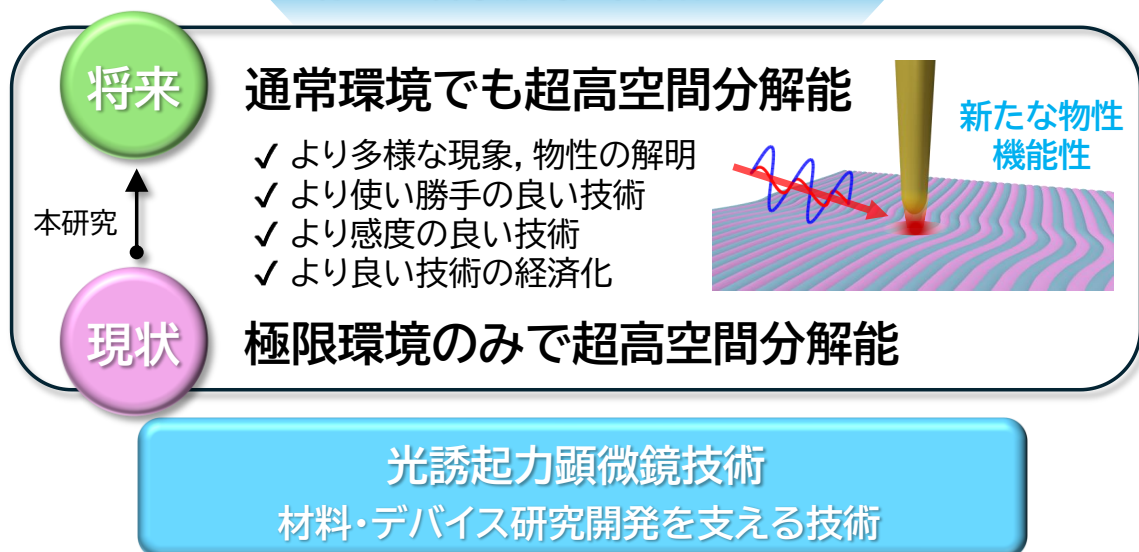 将来
通常環境でも超高空間分解能
✓ より多様な現象, 物性の解明
✓ より使い勝手の良い技術
✓ より感度の良い技術
✓ より良い技術の経済化
新たな物性
機能性
本研究
現状
極限環境のみで超高空間分解能
光誘起力顕微鏡技術
材料・デバイス研究開発を支える技術